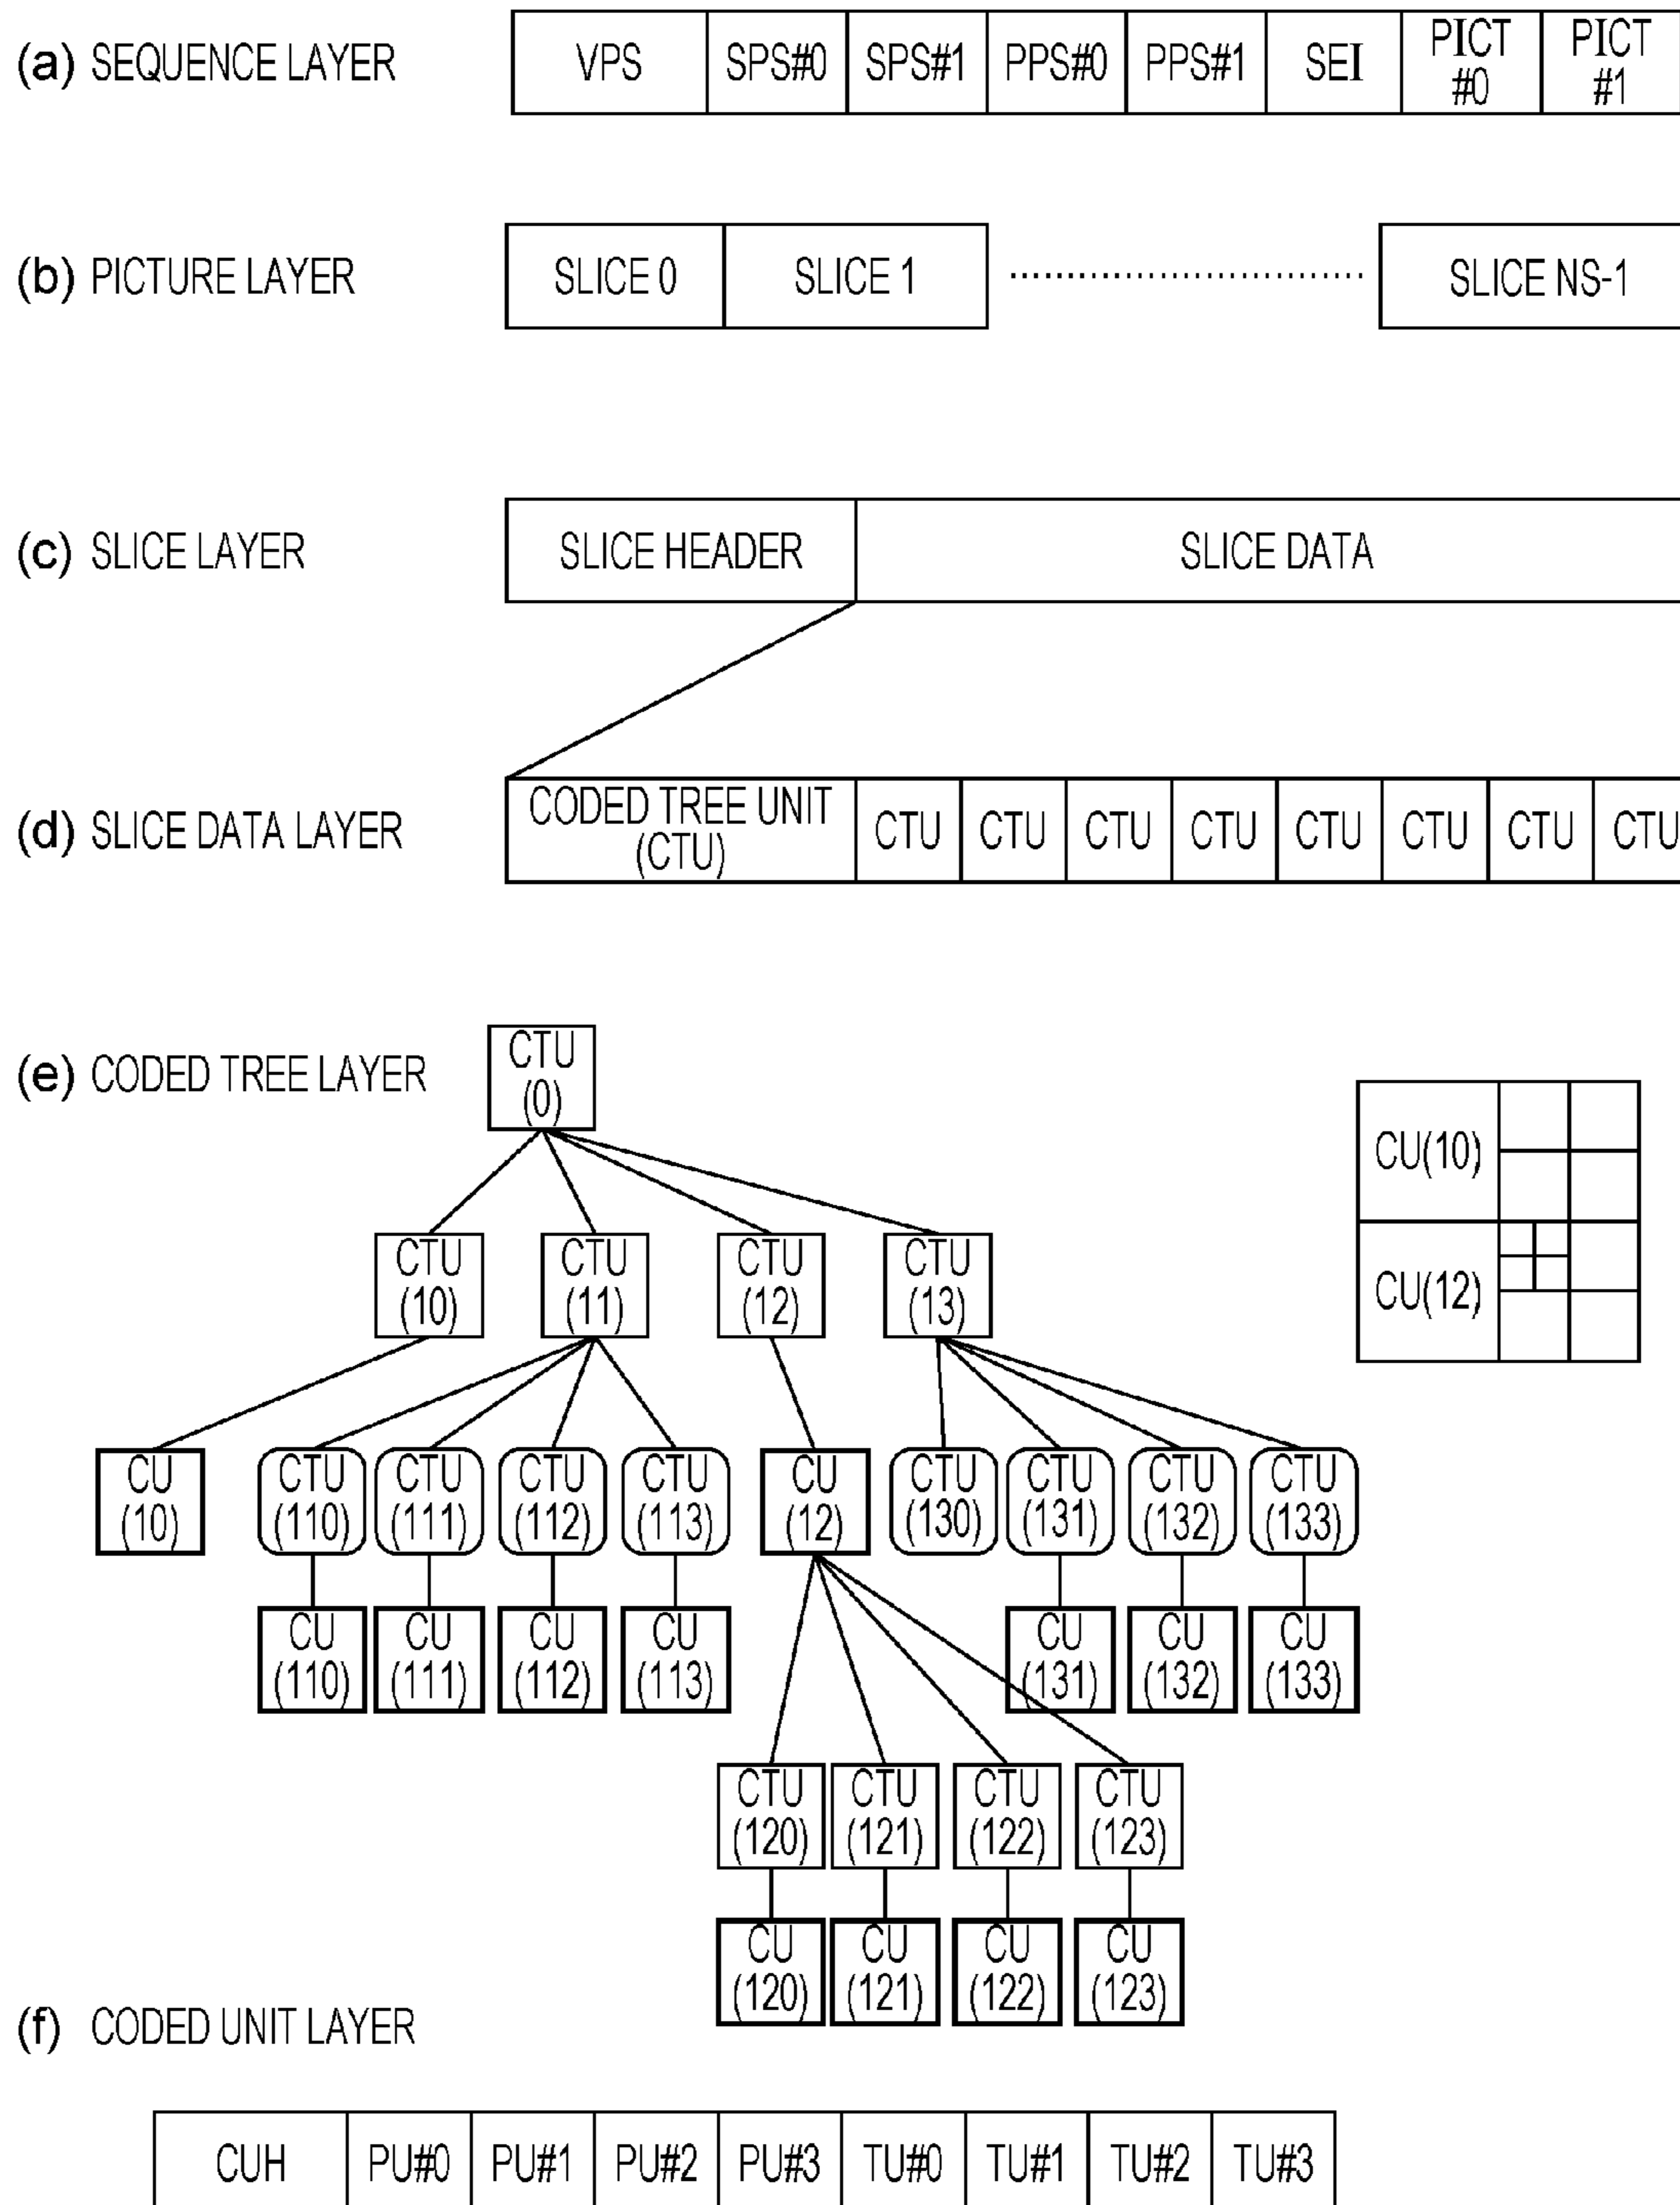 (a) SEQUENCE LAYER
VPS
SPS#0
SPS#1
PPS#0
PPS#1
SEI
PICT
#0
PICT
#1
(b) PICTURE LAYER
SLICE 0
SLICE 1
SLICE NS-1
(c) SLICE LAYER
SLICE HEADER
SLICE DATA
(d) SLICE DATA LAYER
CODED TREE UNIT
(CTU)
CTU
CTU
CTU
CTU
CTU
CTU
CTU
CTU
(e) CODED TREE LAYER
CTU
(0)
CTU
(10)
CTU
(11)
CTU
(12)
CTU
(13)
CU(10)
CU(12)
CU
(10)
CTU
(110)
CTU
(111)
CTU
(112)
CTU
(113)
CU
(12)
CTU
(130)
CTU
(131)
CTU
(132)
CTU
(133)
CU
(110)
CU
(111)
CU
(112)
CU
(113)
CU
(131)
CU
(132)
CU
(133)
CTU
(120)
CTU
(121)
CTU
(122)
CTU
(123)
CU
(120)
CU
(121)
CU
(122)
CU
(123)
(f) CODED UNIT LAYER
CUH
PU#0
PU#1
PU#2
PU#3
TU#0
TU#1
TU#2
TU#3